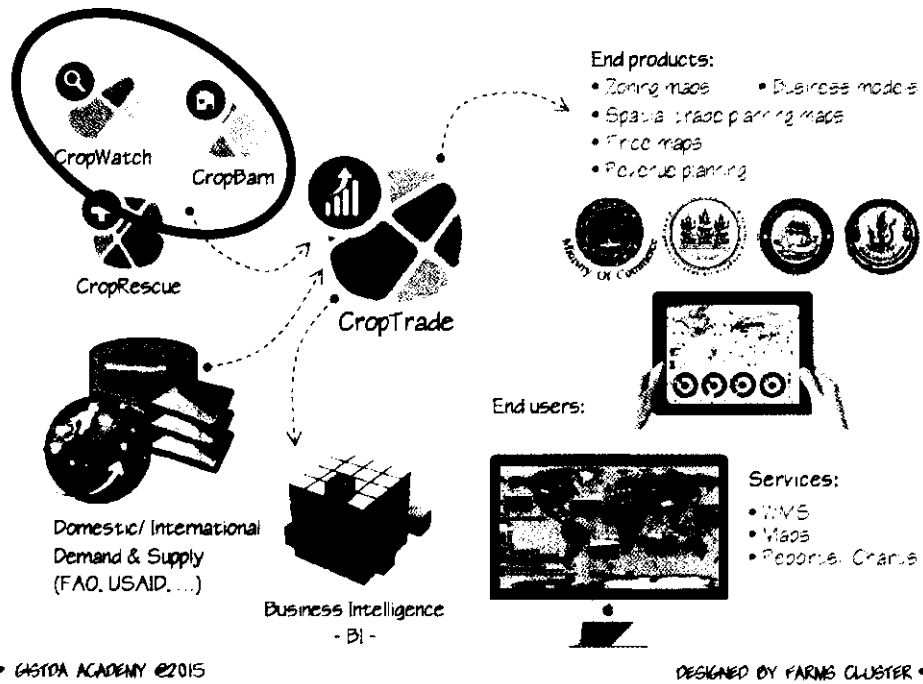 CropWatch
CropBarn
CropRescue
CropTrade
Domestic/ International
Demand & Supply
(FAO, USAID, ...)
Business Intelligence
- BI -
End products:
• Zoning maps • Business models
• Spatial trade planning maps
• Price maps
• Revenue planning
Ministry Of Commerce
End users:
Services:
• WMS
• Maps
• Reports, Charts
• GISTDA ACADEMY ©2015
DESIGNED BY FARMS CLUSTER •